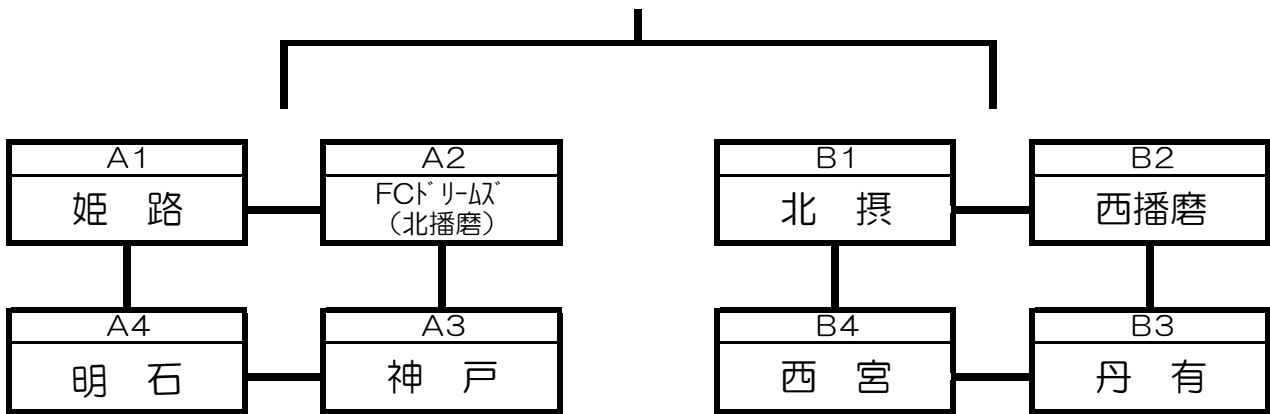 A1
姫 路
A2
FCﾄﾞﾘｰﾑｽﾞ
(北播磨)
B1
北 摂
B2
西播磨
A4
明 石
A3
神 戸
B4
西 宮
B3
丹 有